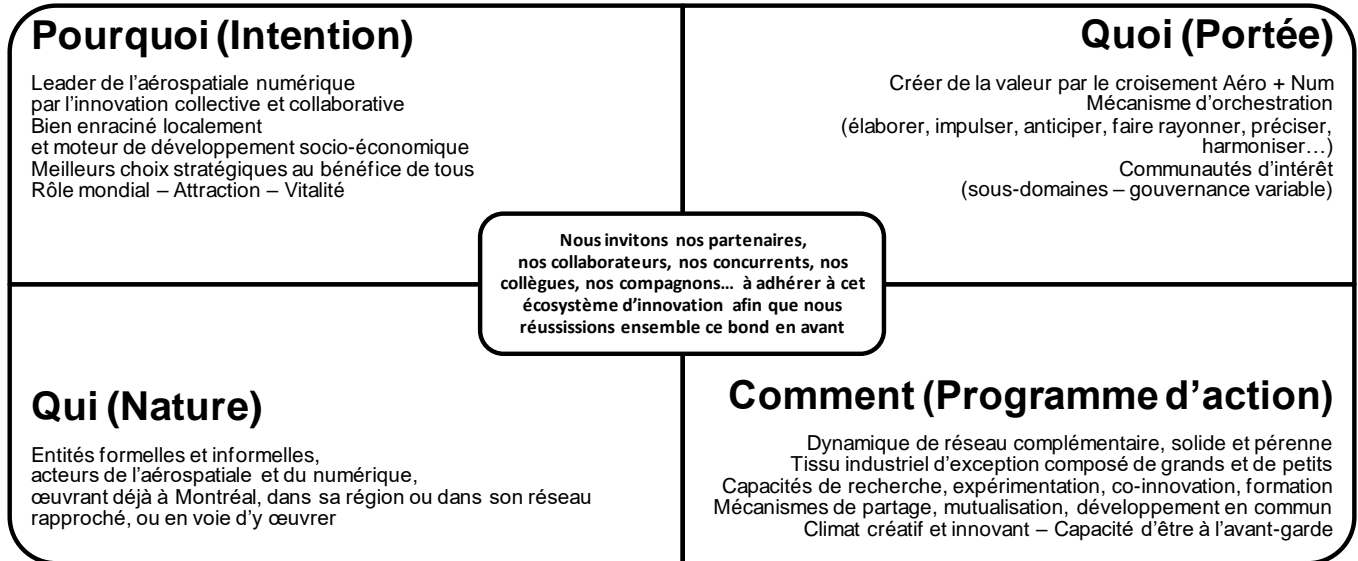 Pourquoi (Intention)
Leader de l’aérospatiale numérique
par l’innovation collective et collaborative
Bien enraciné localement
et moteur de développement socio-économique
Meilleurs choix stratégiques au bénéfice de tous
Rôle mondial – Attraction – Vitalité
Quoi (Portée)
Créer de la valeur par le croisement Aéro + Num
Mécanisme d’orchestration
(élaborer, impulser, anticiper, faire rayonner, préciser,
harmoniser…)
Communautés d’intérêt
(sous-domaines – gouvernance variable)
Nous invitons nos partenaires,
nos collaborateurs, nos concurrents, nos
collègues, nos compagnons… à adhérer à cet
écosystème d’innovation afin que nous
réussissions ensemble ce bond en avant
Qui (Nature)
Entités formelles et informelles,
acteurs de l’aérospatiale et du numérique,
œuvrant déjà à Montréal, dans sa région ou dans son réseau
rapproché, ou en voie d’y œuvrer
Comment (Programme d’action)
Dynamique de réseau complémentaire, solide et pérenne
Tissu industriel d’exception composé de grands et de petits
Capacités de recherche, expérimentation, co-innovation, formation
Mécanismes de partage, mutualisation, développement en commun
Climat créatif et innovant – Capacité d’être à l’avant-garde